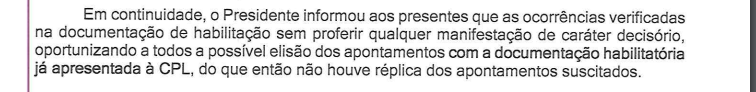 Em continuidade, o Presidente informou aos presentes que as ocorrências verificadas
na documentação de habilitação sem proferir qualquer manifestação de caráter decisório,
oportunizando a todos a possível elisão dos apontamentos com a documentação habilitatória
já apresentada à CPL, do que então não houve réplica dos apontamentos suscitados.